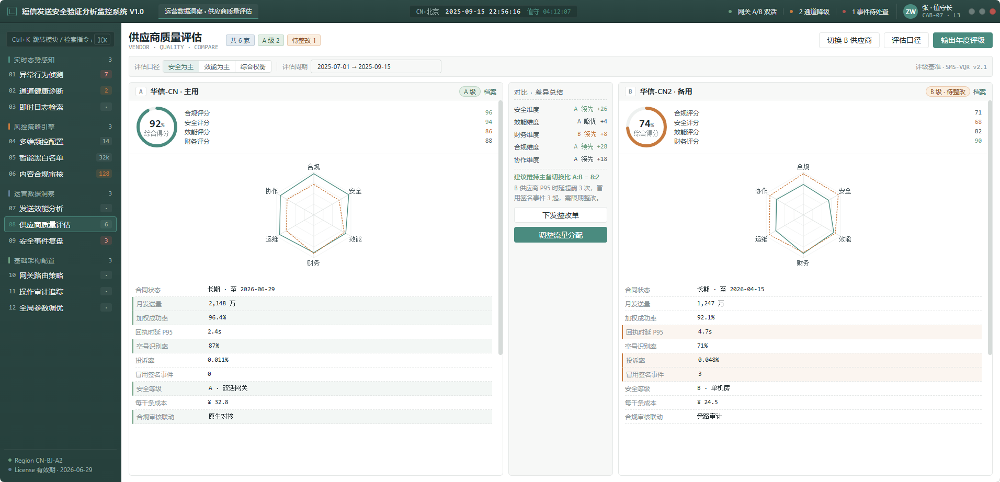 短信发送安全验证分析监控系统 V1.0
运营数据洞察 › 供应商质量评估
CN·北京 2025-09-15 22:56:16 值守 04:12:07
网关 A/B 双活
2 通道降级
1 事件待处置
ZW
张 · 值守长
CAB-07 · L3
Ctrl+K 跳转模块 / 检索指令 /
⌘K
实时态势感知 3
01 异常行为侦测 7
02 通道健康诊断 2
03 即时日志检索 ·
风控策略引擎 3
04 多维频控配置 14
05 智能黑白名单 32k
06 内容合规审核 128
运营数据洞察 3
07 发送效能分析 ·
08 供应商质量评估 6
09 安全事件复盘 3
基础架构配置 3
10 网关路由策略 ·
11 操作审计追踪 ·
12 全局参数调优 ·
Region CN-BJ-A2
License 有效期 · 2026-06-29
供应商质量评估
VENDOR · QUALITY · COMPARE
共 6 家
A 级 2
待整改 1
切换 B 供应商
评估口径
输出年度评级
评估口径
安全为主
效能为主
综合权衡
评估周期
2025-07-01 → 2025-09-15
评级基准 · SMS-VQR v2.1
A 华信-CN · 主用
A 级
档案
92%
综合得分
合规评分 96
安全评分 94
效能评分 86
财务评分 88
合规
安全
效能
财务
运维
协作
合同状态 长期 · 至 2026-06-29
月发送量 2,148 万
加权成功率 96.4%
回执时延 P95 2.4s
空号识别率 87%
投诉率 0.011%
冒用签名事件 0
安全等级 A · 双活网关
每千条成本 ¥ 32.8
合规审核联动 原生对接
对比 · 差异总结
安全维度 A 领先 +26
效能维度 A 略优 +4
财务维度 B 领先 +8
合规维度 A 领先 +28
协作维度 A 领先 +18
建议维持主备切换比 A:B = 8:2
B 供应商 P95 时延超阈 3 次，冒
用签名事件 3 起，需限期整改。
下发整改单
调整流量分配
B 华信-CN2 · 备用
B 级 · 待整改
档案
74%
综合得分
合规评分 71
安全评分 68
效能评分 82
财务评分 90
合规
安全
效能
财务
运维
协作
合同状态 长期 · 至 2026-04-15
月发送量 1,247 万
加权成功率 92.1%
回执时延 P95 4.7s
空号识别率 71%
投诉率 0.048%
冒用签名事件 3
安全等级 B · 单机房
每千条成本 ¥ 24.5
合规审核联动 旁路审计